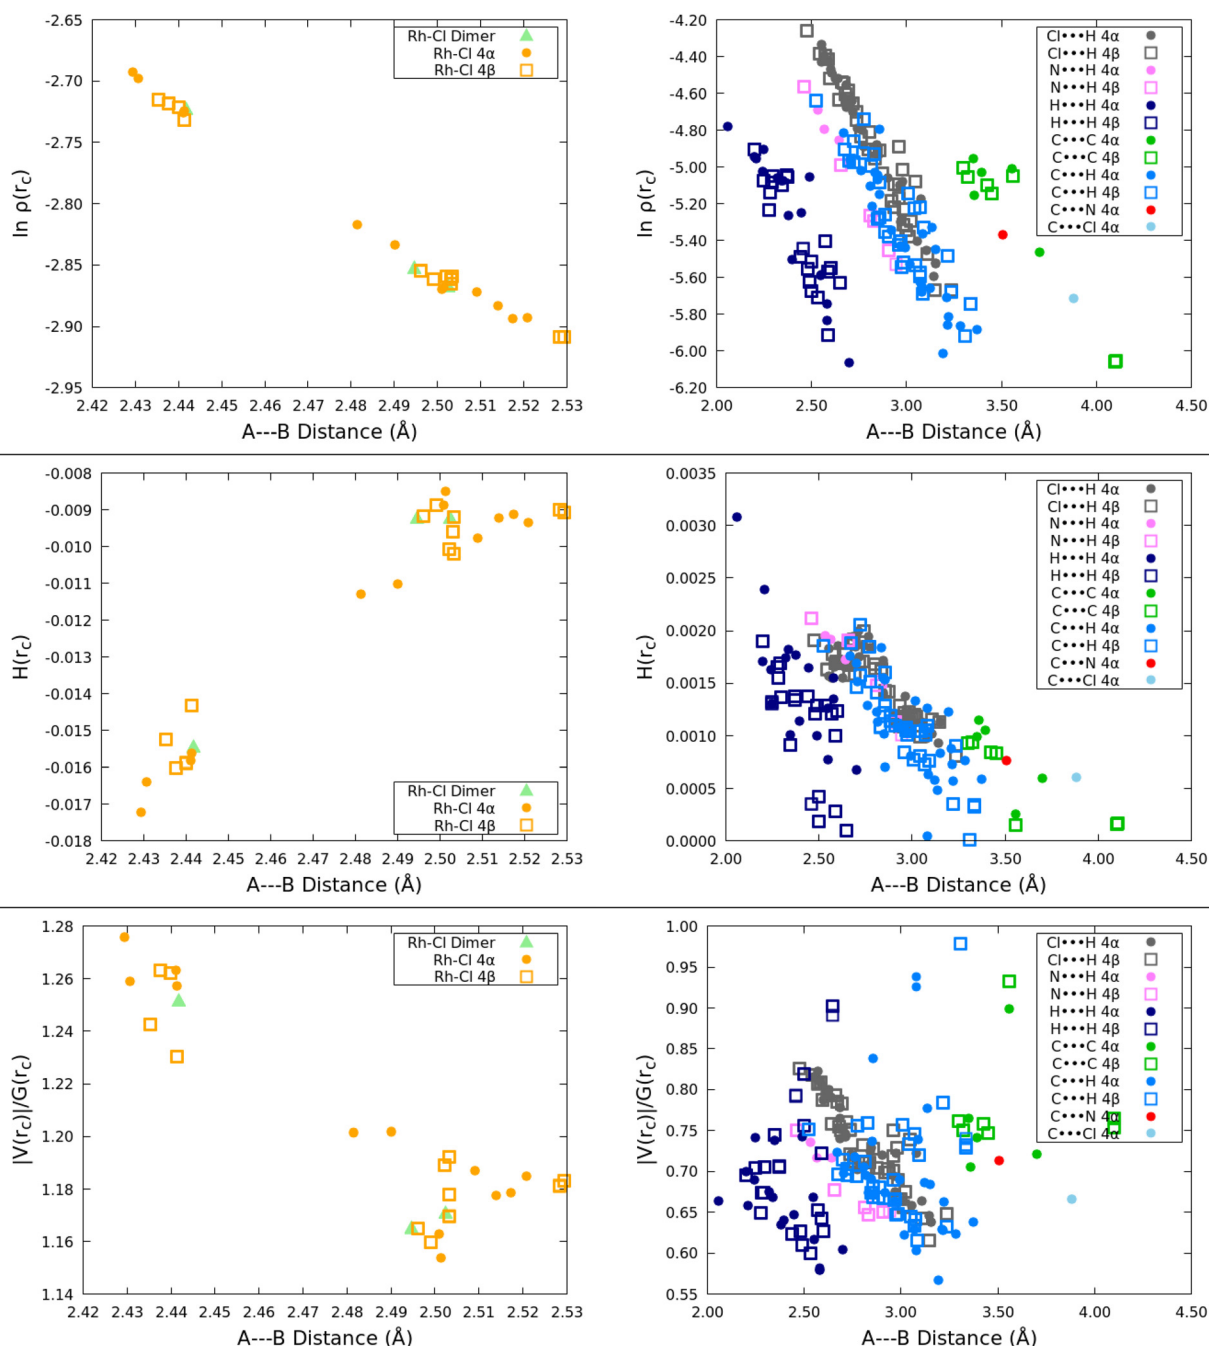 -2.65
-2.70
-2.75
-2.80
-2.85
-2.90
-2.95
ln ρ(rC)
2.42 2.43 2.44 2.45 2.46 2.47 2.48 2.49 2.50 2.51 2.52 2.53
A---B Distance (Å)
Rh-Cl Dimer
Rh-Cl 4α
Rh-Cl 4β
-4.20
-4.40
-4.60
-4.80
-5.00
-5.20
-5.40
-5.60
-5.80
-6.00
-6.20
ln ρ(rC)
2.00 2.50 3.00 3.50 4.00 4.50
A---B Distance (Å)
Cl•••H 4α
Cl•••H 4β
N•••H 4α
N•••H 4β
H•••H 4α
H•••H 4β
C•••C 4α
C•••C 4β
C•••H 4α
C•••H 4β
C•••N 4α
C•••Cl 4α
-0.008
-0.009
-0.010
-0.011
-0.012
-0.013
-0.014
-0.015
-0.016
-0.017
-0.018
H(rC)
2.42 2.43 2.44 2.45 2.46 2.47 2.48 2.49 2.50 2.51 2.52 2.53
A---B Distance (Å)
Rh-Cl Dimer
Rh-Cl 4α
Rh-Cl 4β
0.0035
0.0030
0.0025
0.0020
0.0015
0.0010
0.0005
0.0000
H(rC)
2.00 2.50 3.00 3.50 4.00 4.50
A---B Distance (Å)
Cl•••H 4α
Cl•••H 4β
N•••H 4α
N•••H 4β
H•••H 4α
H•••H 4β
C•••C 4α
C•••C 4β
C•••H 4α
C•••H 4β
C•••N 4α
C•••Cl 4α
1.28
1.26
1.24
1.22
1.20
1.18
1.16
1.14
|V(rC)|/G(rC)
2.42 2.43 2.44 2.45 2.46 2.47 2.48 2.49 2.50 2.51 2.52 2.53
A---B Distance (Å)
Rh-Cl Dimer
Rh-Cl 4α
Rh-Cl 4β
1.00
0.95
0.90
0.85
0.80
0.75
0.70
0.65
0.60
0.55
|V(rC)|/G(rC)
2.00 2.50 3.00 3.50 4.00 4.50
A---B Distance (Å)
Cl•••H 4α
Cl•••H 4β
N•••H 4α
N•••H 4β
H•••H 4α
H•••H 4β
C•••C 4α
C•••C 4β
C•••H 4α
C•••H 4β
C•••N 4α
C•••Cl 4α